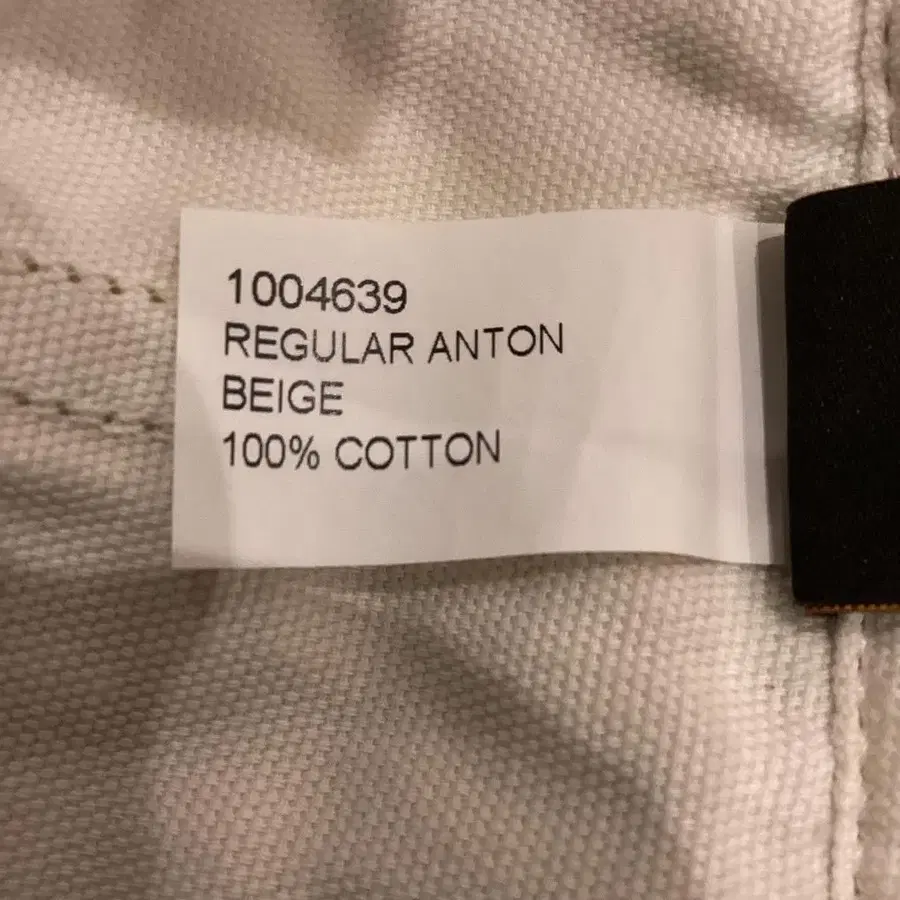 1004639
REGULAR ANTON
BEIGE
100% COTTON